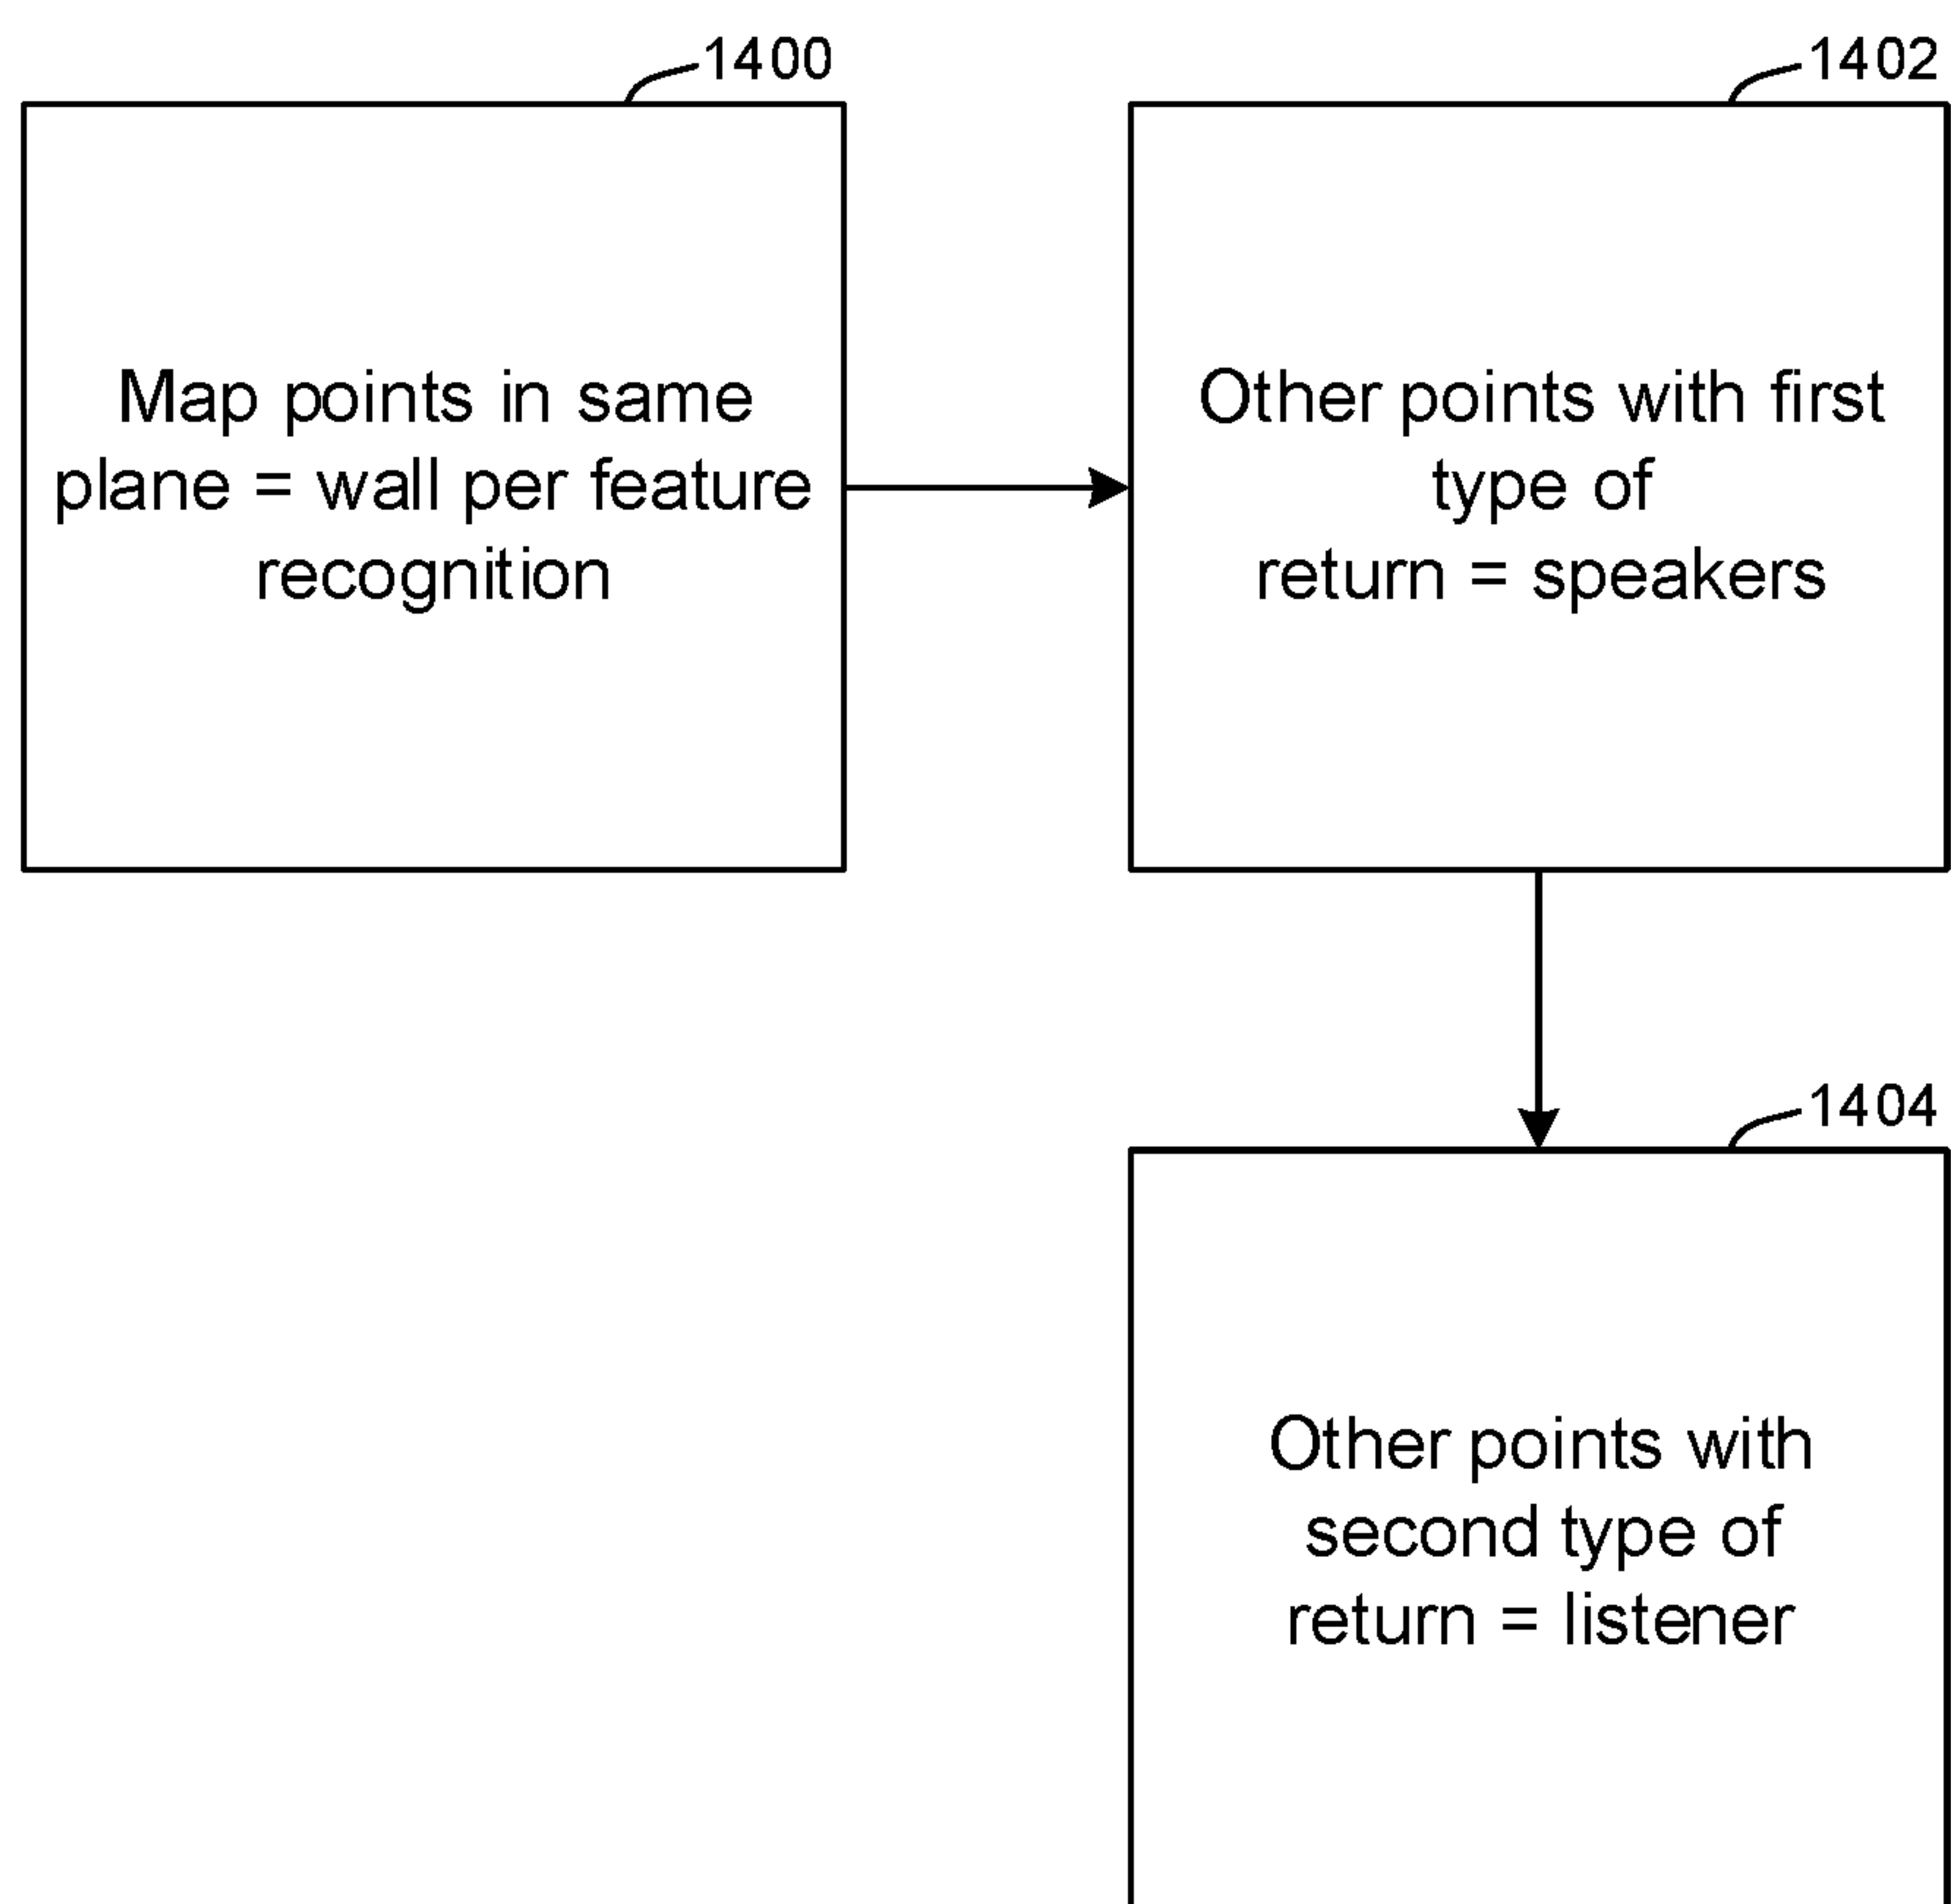 1400
Map points in same
plane = wall per feature
recognition
1402
Other points with first
type of
return = speakers
1404
Other points with
second type of
return = listener